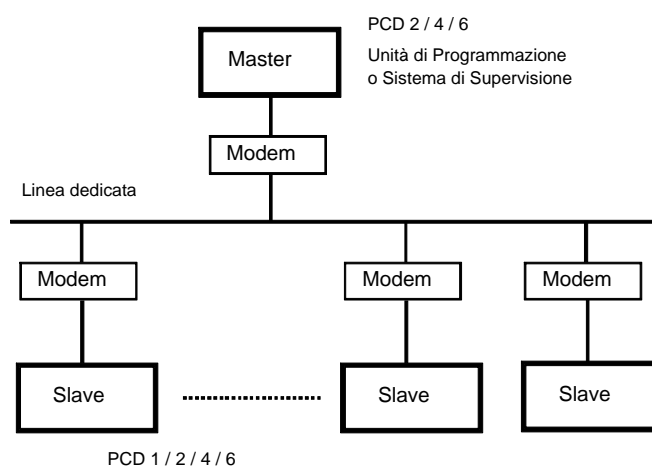 PCD 2 / 4 / 6
Master
Unità di Programmazione
o Sistema di Supervisione
Modem
Linea dedicata
Modem
Modem
Modem
Slave
Slave
Slave
PCD 1 / 2 / 4 / 6